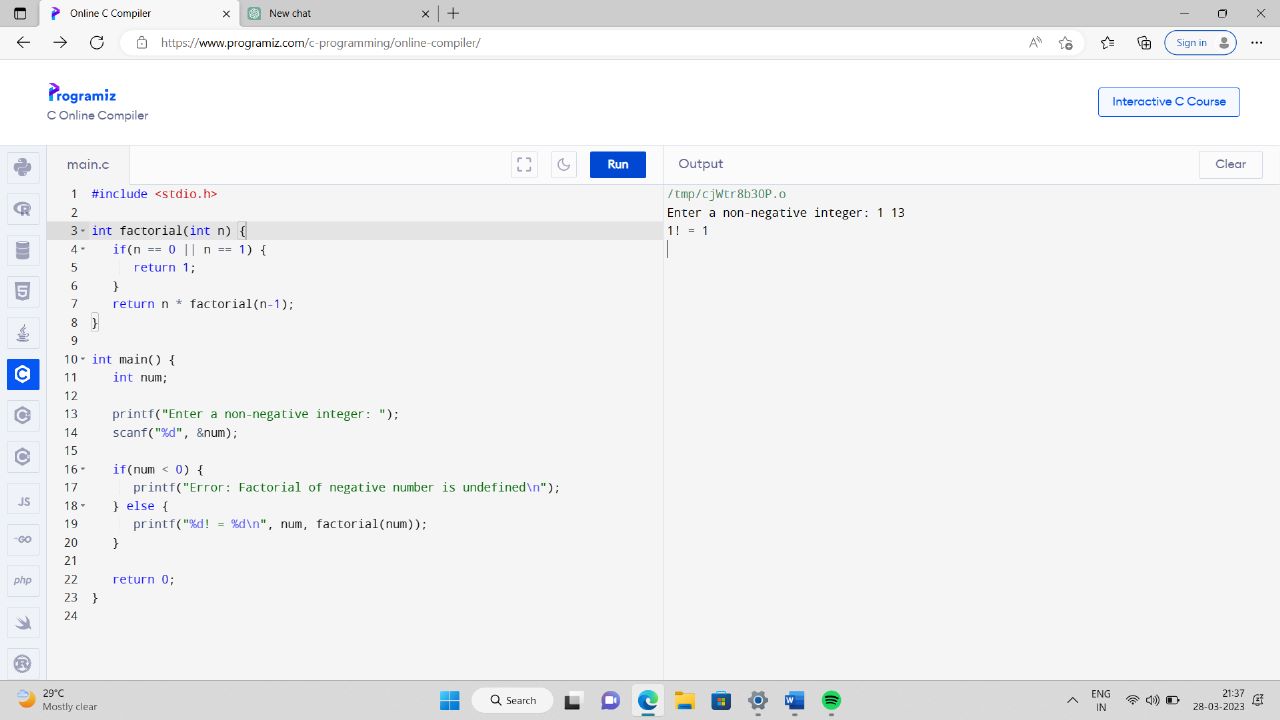 Online C Compiler
New chat
https://www.programiz.com/c-programming/online-compiler/
Sign in
Programiz
C Online Compiler
Interactive C Course
main.c
Run
Output
Clear
1 #include <stdio.h>
2
3 int factorial(int n) {
4 if(n == 0 || n == 1) {
5 return 1;
6 }
7 return n * factorial(n-1);
8 }
9
10 int main() {
11 int num;
12
13 printf("Enter a non-negative integer: ");
14 scanf("%d", &num);
15
16 if(num < 0) {
17 printf("Error: Factorial of negative number is undefined\n");
18 } else {
19 printf("%d! = %d\n", num, factorial(num));
20 }
21
22 return 0;
23 }
24
/tmp/cjWtr8b3OP.o
Enter a non-negative integer: 1 13
1! = 1
JS
GO
php
29°C
Mostly clear
Search
ENG
IN
21:37
28-03-2023